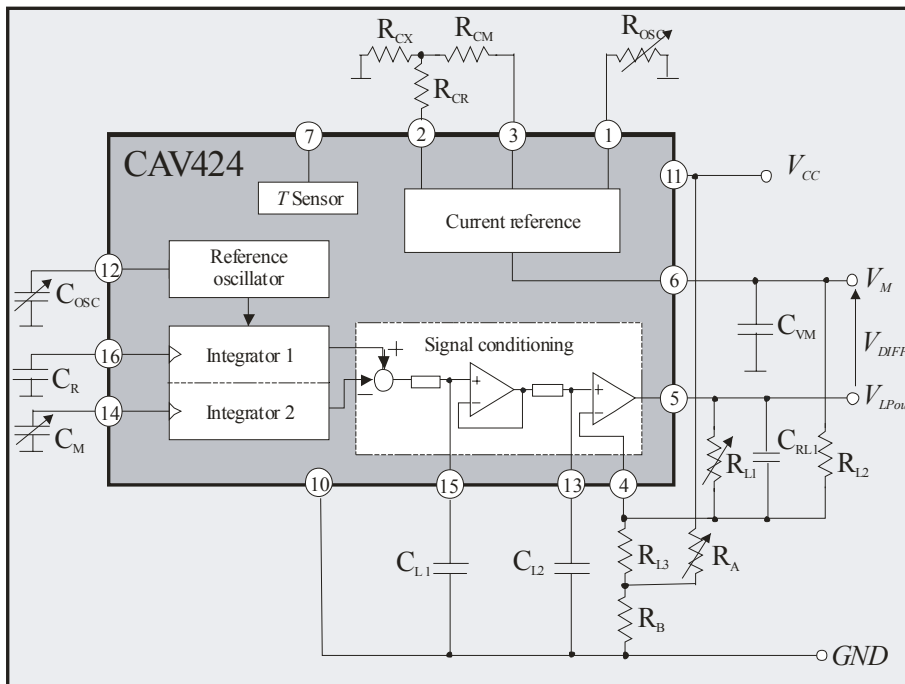 R_CX R_CM R_OSC
R_CR
7 2 3 1
CAV424
11 V_CC
T Sensor
Current reference
12 Reference
oscillator
6 V_M
C_OSC
C_VM
V_DIFF
16 Integrator 1 + Signal conditioning
C_R
− + − + −
14 Integrator 2
5 V_LPout
C_M
R_L1 C_RL1 R_L2
10 15 13 4
C_L1 C_L2 R_L3 R_A
R_B
GND